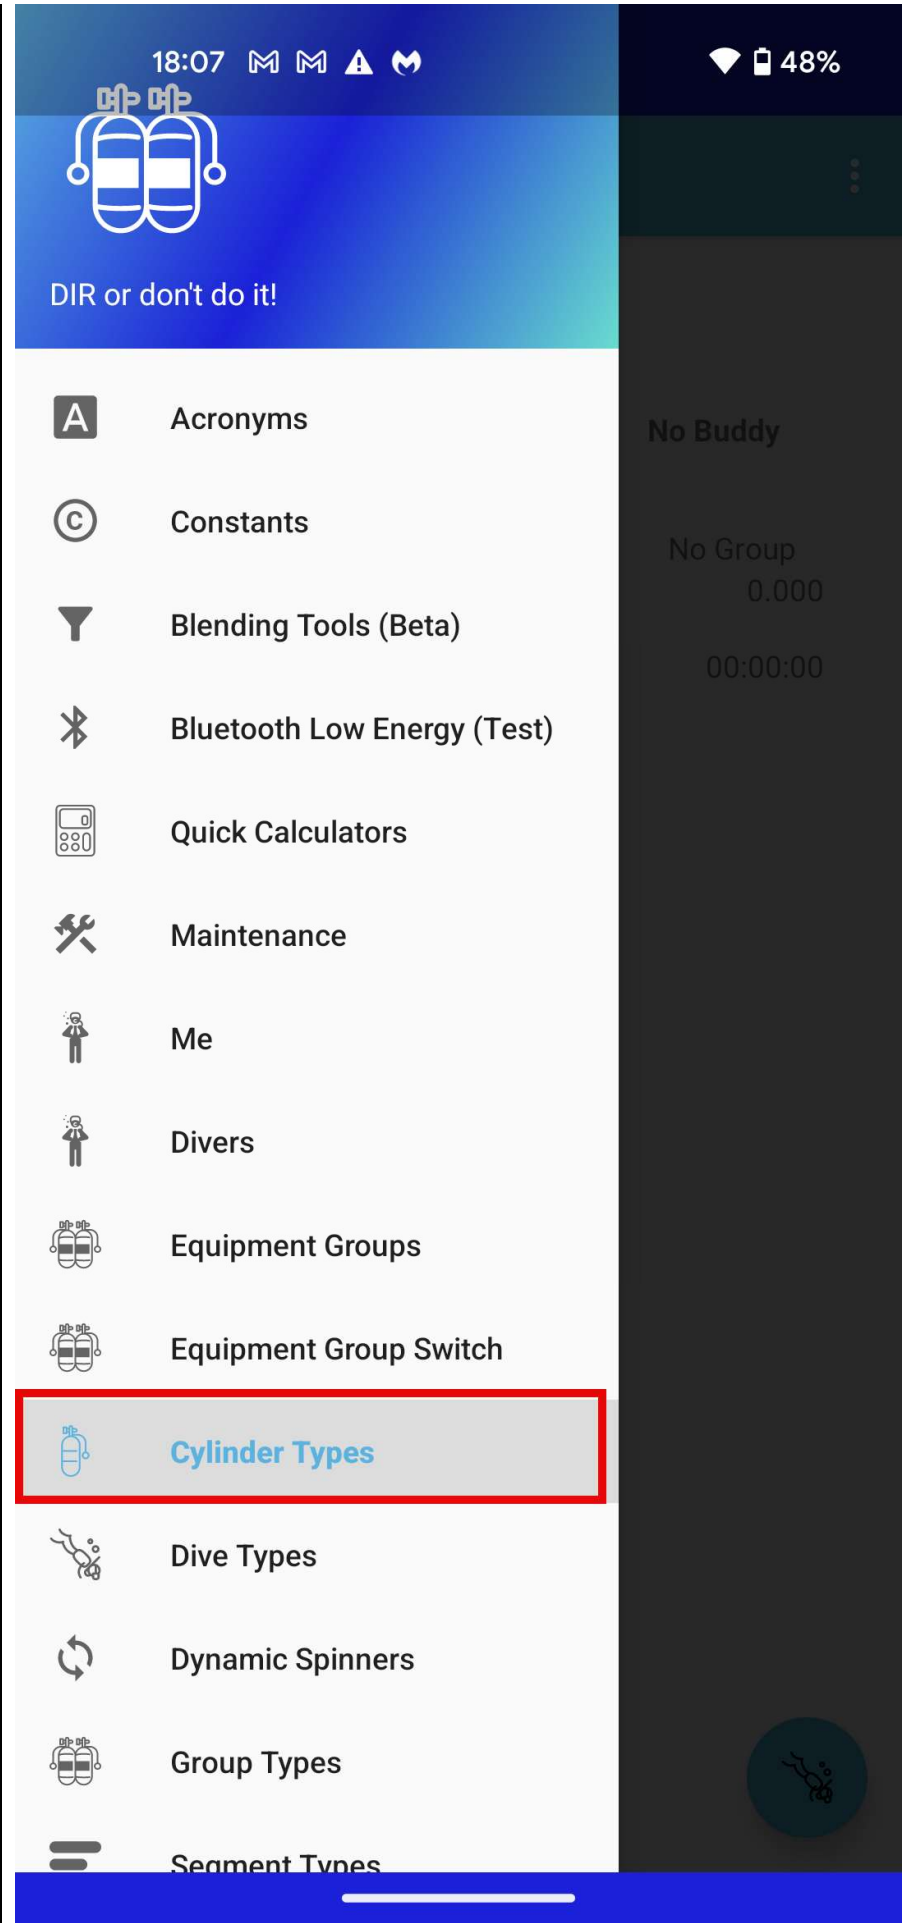 18:07
48%
DIR or don't do it!
Acronyms
No Buddy
Constants
No Group
0.000
Blending Tools (Beta)
00:00:00
Bluetooth Low Energy (Test)
Quick Calculators
Maintenance
Me
Divers
Equipment Groups
Equipment Group Switch
Cylinder Types
Dive Types
Dynamic Spinners
Group Types
Segment Types